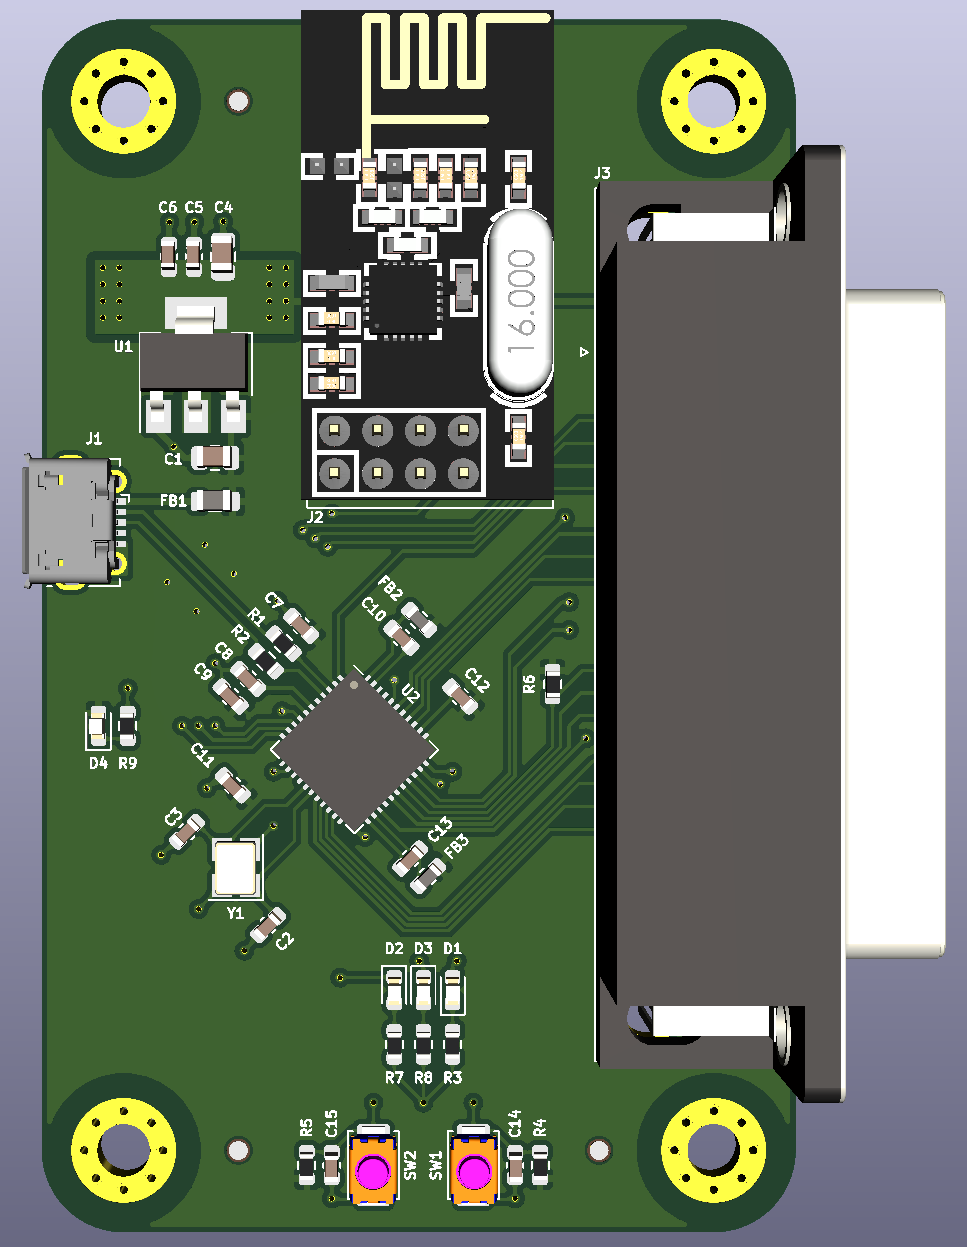 J3
C6 C5 C4
16.000
U1
J1
C1
FB1
J2
FB2
C10
C7
R1
R2
C8
C9
C12
U2
R6
D4 R9
C11
C3
C13
FB3
Y1
C2
D2 D3 D1
R7 R8 R3
R5 C15 SW2 SW1 C14 R4